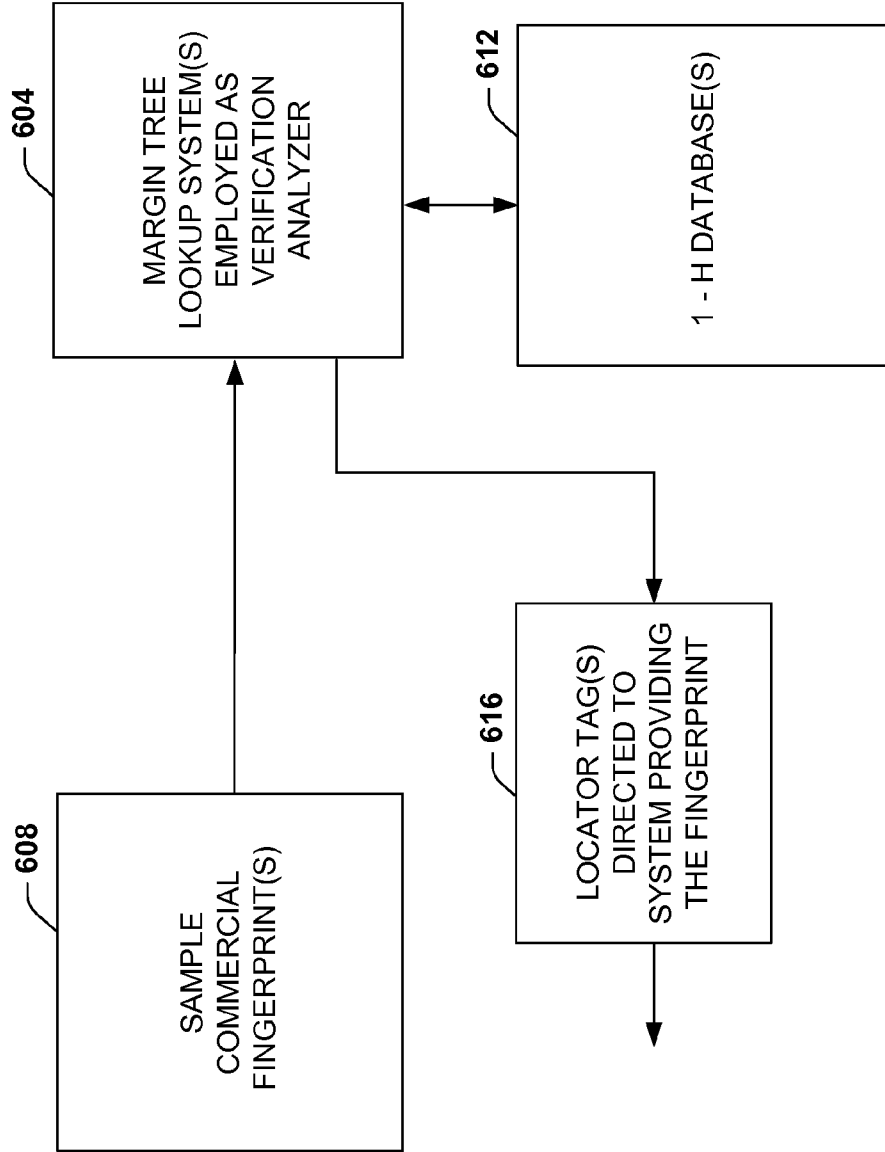 608
SAMPLE
COMMERCIAL
FINGERPRINT(S)
604
MARGIN TREE
LOOKUP SYSTEM(S)
EMPLOYED AS
VERIFICATION
ANALYZER
616
LOCATOR TAG(S)
DIRECTED TO
SYSTEM PROVIDING
THE FINGERPRINT
612
1 - H DATABASE(S)